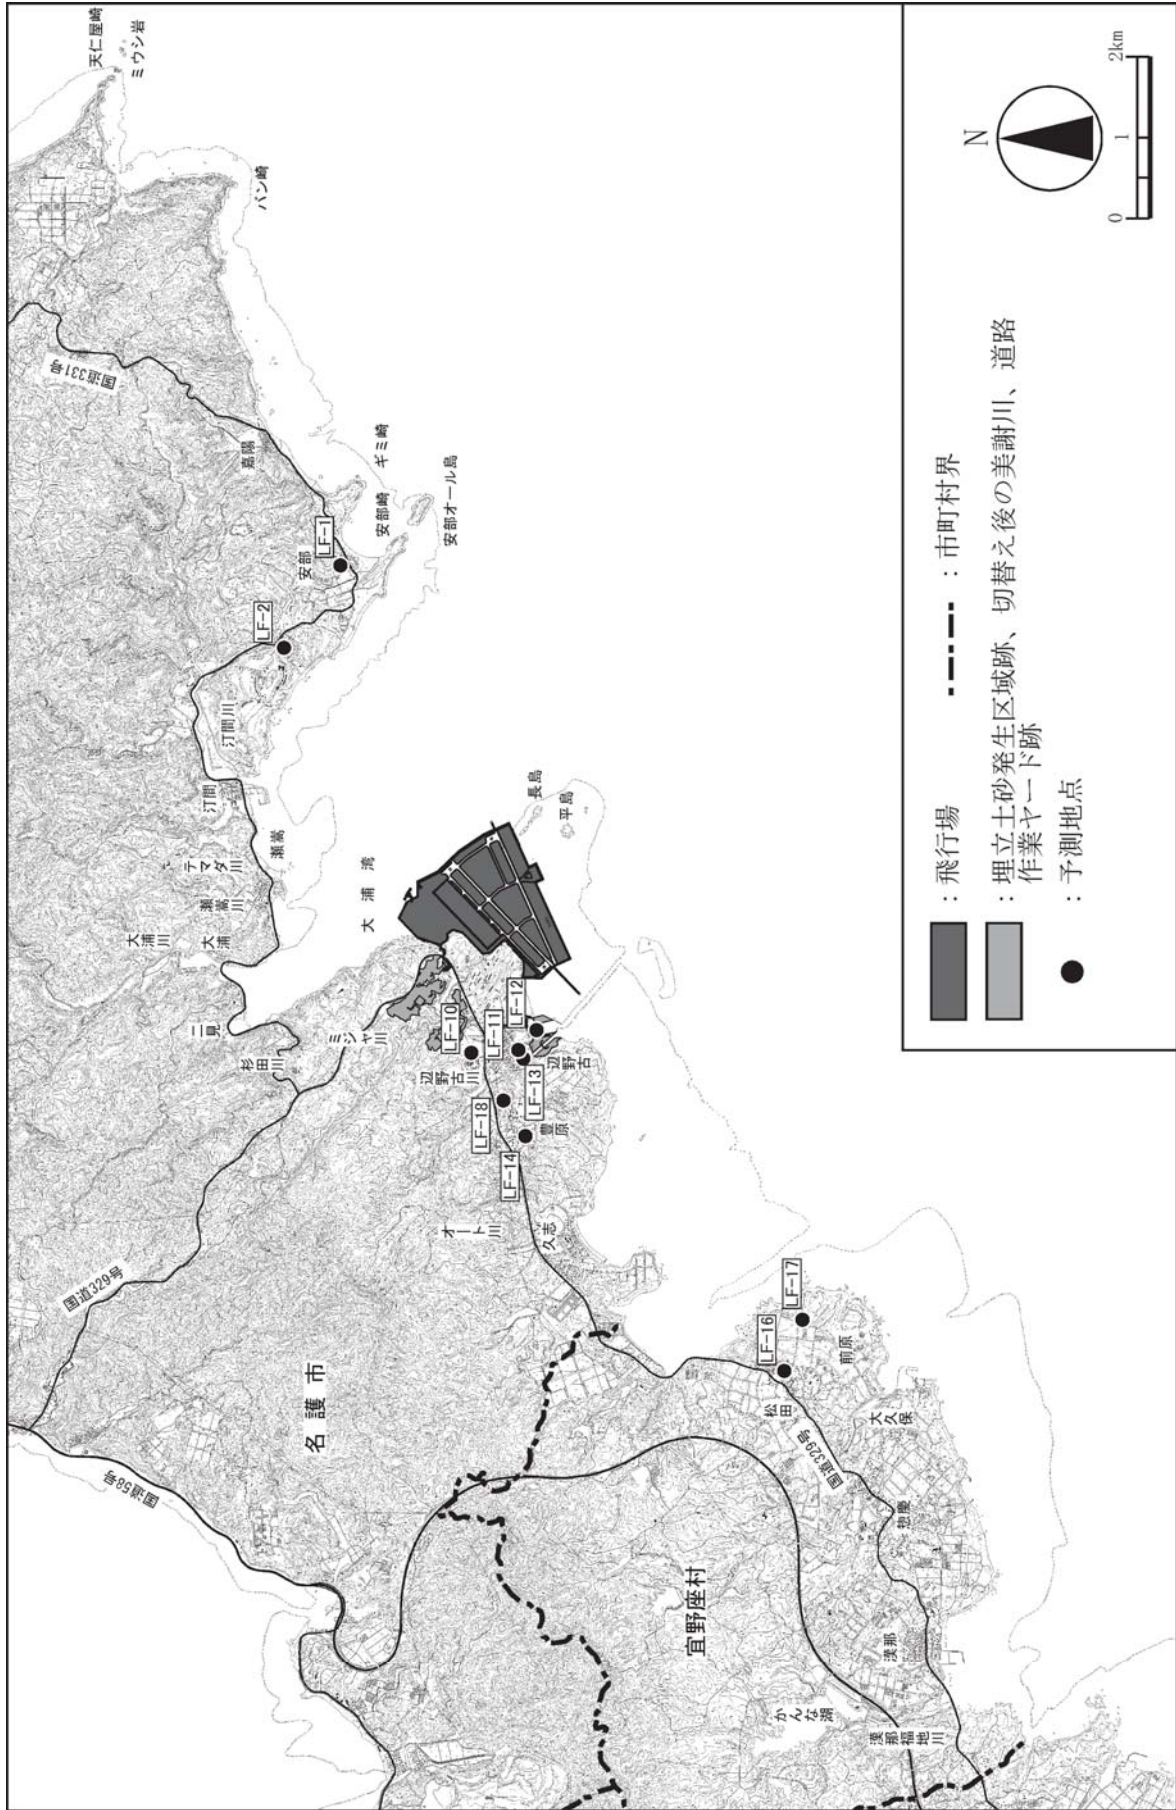 国道58号
名護市
国道329号
国道331号
天仁屋崎
ミウシ岩
バン崎
嘉陽
ギミ崎
安部崎
安部オール島
安部
LF-1
LF-2
汀間川
汀間
テマダ川
瀬嵩川
瀬嵩
大浦川
大浦
二見
杉田川
大浦湾
ミジャ川
長島
平島
LF-10
LF-11
LF-12
辺野古川
辺野古
LF-13
LF-18
豊原
LF-14
オート川
久志
LF-16
LF-17
前原
松田
大久保
国道329号
惣慶
宜野座村
漢那
かんな湖
漢那福地川
：飛行場
：市町村界
：埋立土砂発生区域跡、切替え後の美謝川、道路
作業ヤード跡
：予測地点
N
0 1 2km